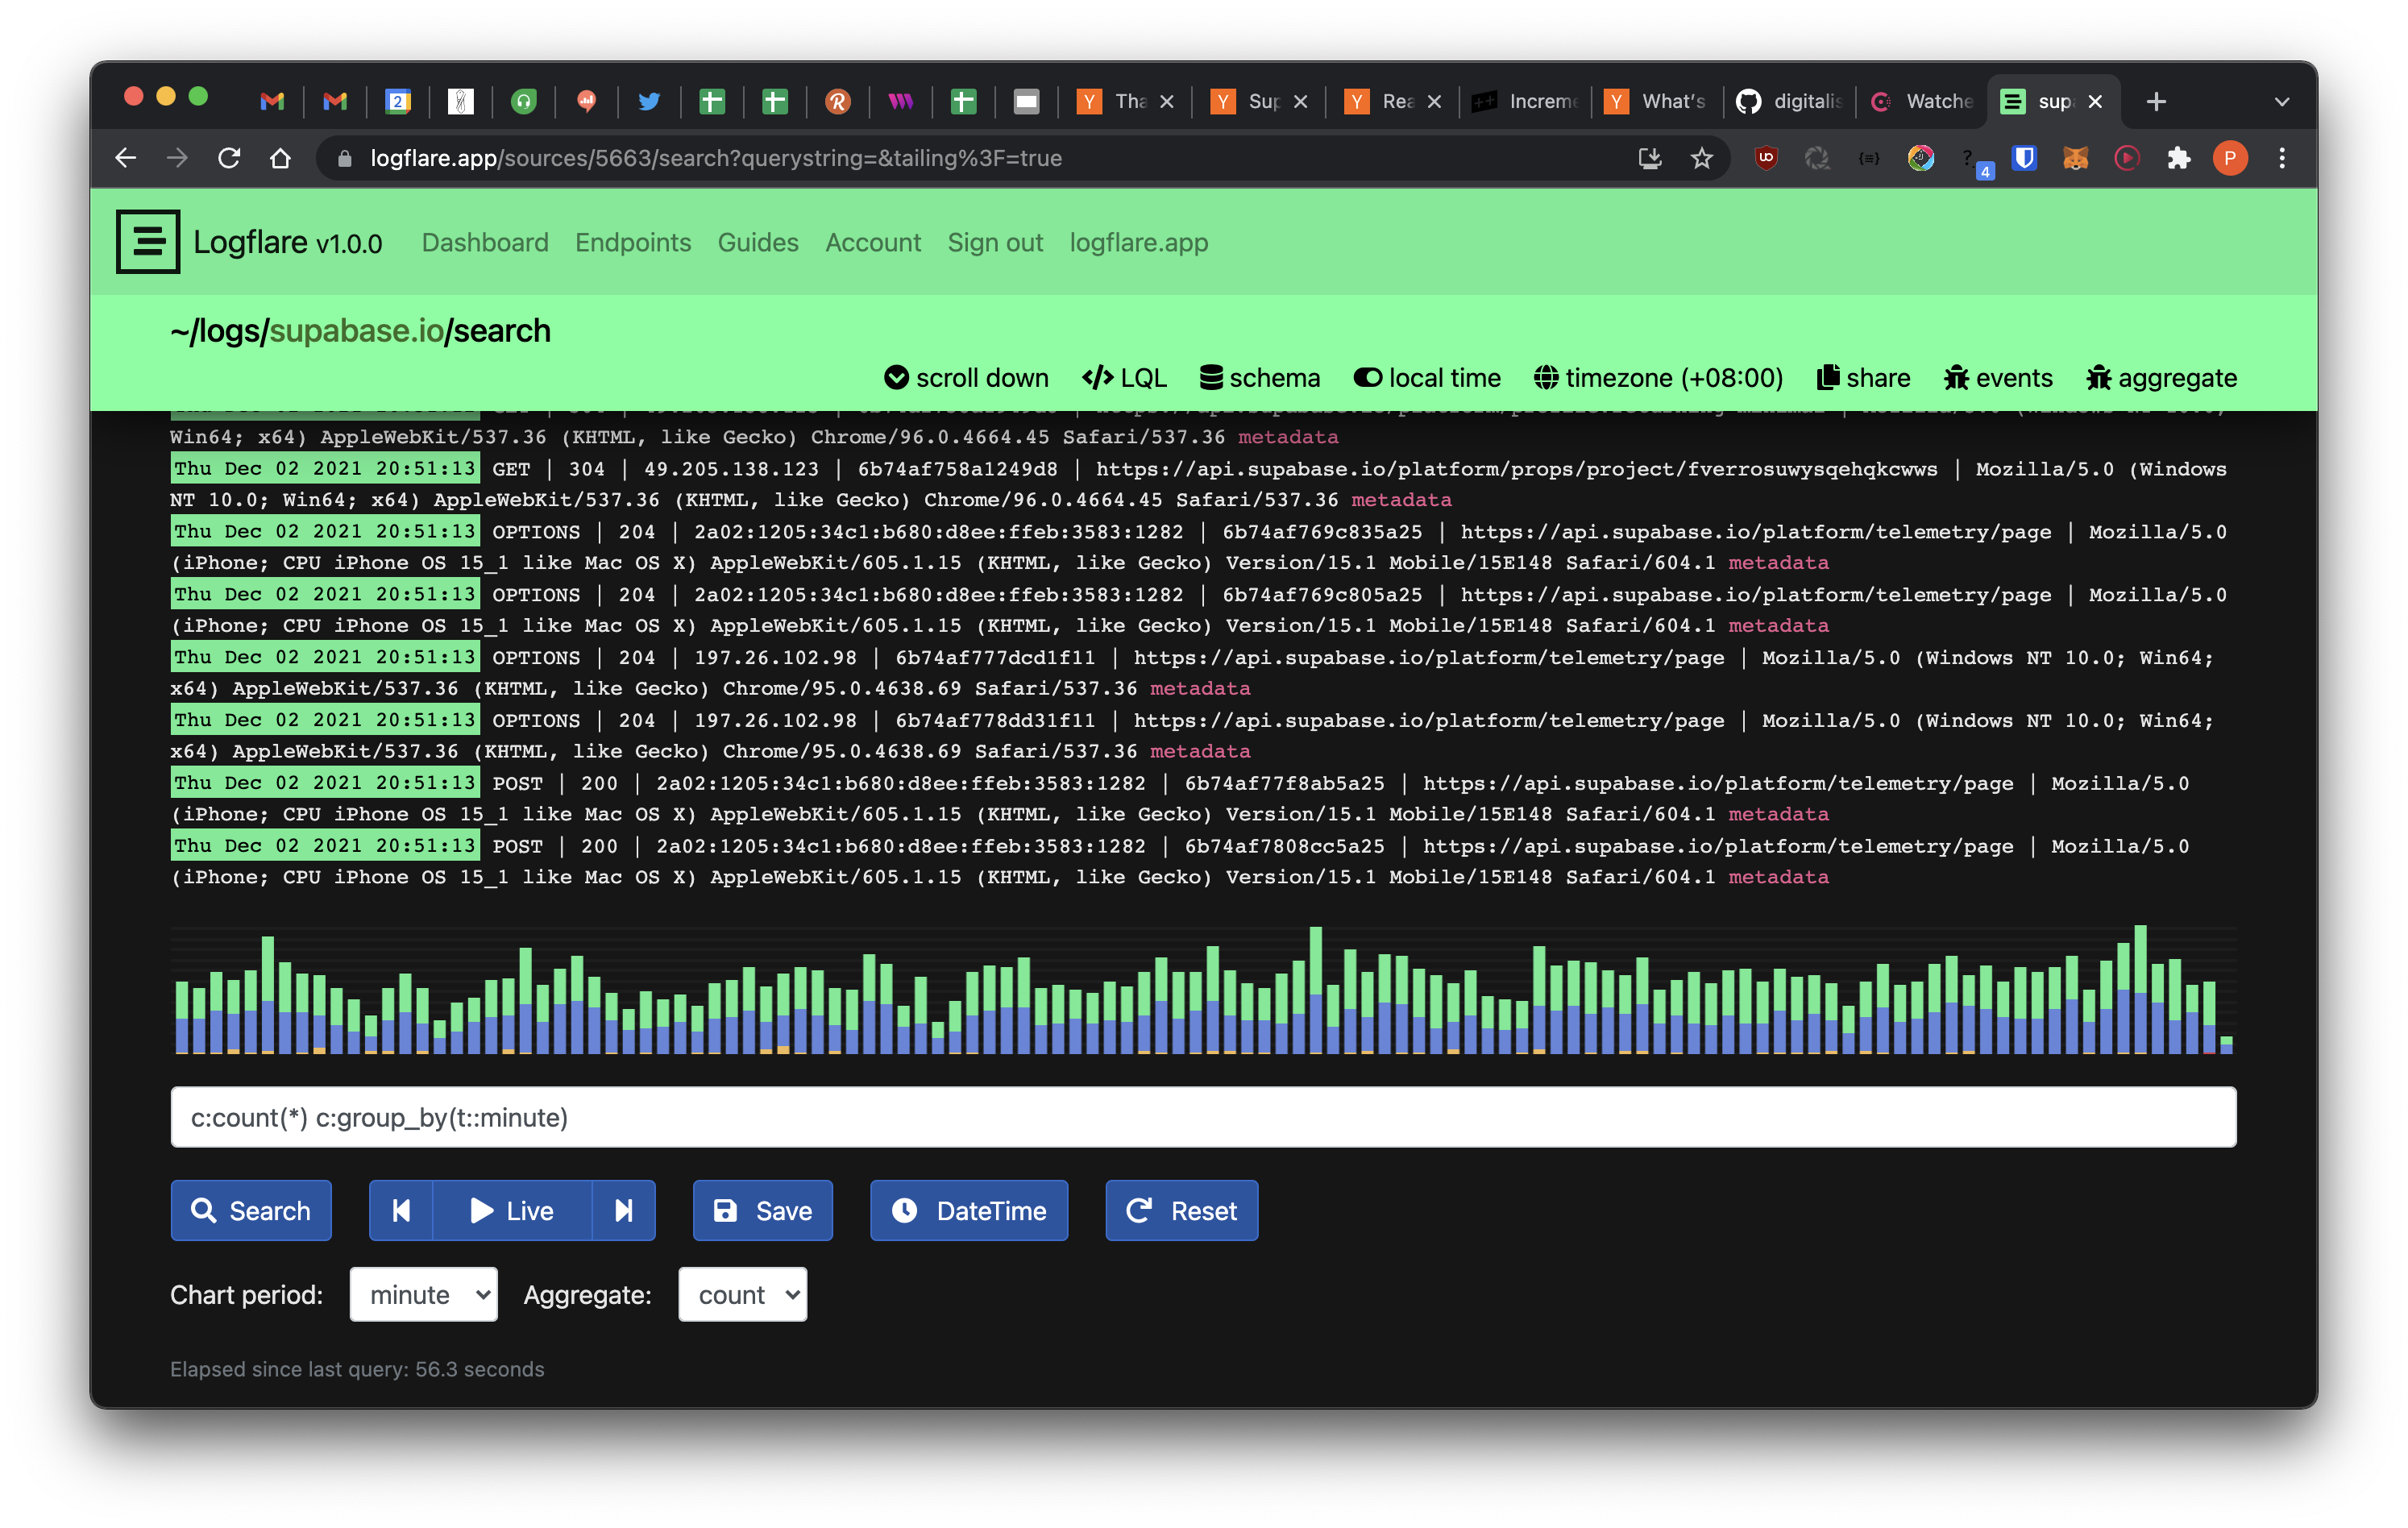 2
Tha
Sup
Rea
Increme
What's
digitalis
Watche
sup
logflare.app/sources/5663/search?querystring=&tailing%3F=true
4
P
Logflare v1.0.0 Dashboard Endpoints Guides Account Sign out logflare.app
~/logs/supabase.io/search
scroll down LQL schema local time timezone (+08:00) share events aggregate
Win64; x64) AppleWebKit/537.36 (KHTML, like Gecko) Chrome/96.0.4664.45 Safari/537.36 metadata
Thu Dec 02 2021 20:51:13 GET | 304 | 49.205.138.123 | 6b74af758a1249d8 | https://api.supabase.io/platform/props/project/fverrosuwysqehqkcwws | Mozilla/5.0 (Windows
NT 10.0; Win64; x64) AppleWebKit/537.36 (KHTML, like Gecko) Chrome/96.0.4664.45 Safari/537.36 metadata
Thu Dec 02 2021 20:51:13 OPTIONS | 204 | 2a02:1205:34c1:b680:d8ee:ffeb:3583:1282 | 6b74af769c835a25 | https://api.supabase.io/platform/telemetry/page | Mozilla/5.0
(iPhone; CPU iPhone OS 15_1 like Mac OS X) AppleWebKit/605.1.15 (KHTML, like Gecko) Version/15.1 Mobile/15E148 Safari/604.1 metadata
Thu Dec 02 2021 20:51:13 OPTIONS | 204 | 2a02:1205:34c1:b680:d8ee:ffeb:3583:1282 | 6b74af769c805a25 | https://api.supabase.io/platform/telemetry/page | Mozilla/5.0
(iPhone; CPU iPhone OS 15_1 like Mac OS X) AppleWebKit/605.1.15 (KHTML, like Gecko) Version/15.1 Mobile/15E148 Safari/604.1 metadata
Thu Dec 02 2021 20:51:13 OPTIONS | 204 | 197.26.102.98 | 6b74af777dcd1f11 | https://api.supabase.io/platform/telemetry/page | Mozilla/5.0 (Windows NT 10.0; Win64;
x64) AppleWebKit/537.36 (KHTML, like Gecko) Chrome/95.0.4638.69 Safari/537.36 metadata
Thu Dec 02 2021 20:51:13 OPTIONS | 204 | 197.26.102.98 | 6b74af778dd31f11 | https://api.supabase.io/platform/telemetry/page | Mozilla/5.0 (Windows NT 10.0; Win64;
x64) AppleWebKit/537.36 (KHTML, like Gecko) Chrome/95.0.4638.69 Safari/537.36 metadata
Thu Dec 02 2021 20:51:13 POST | 200 | 2a02:1205:34c1:b680:d8ee:ffeb:3583:1282 | 6b74af77f8ab5a25 | https://api.supabase.io/platform/telemetry/page | Mozilla/5.0
(iPhone; CPU iPhone OS 15_1 like Mac OS X) AppleWebKit/605.1.15 (KHTML, like Gecko) Version/15.1 Mobile/15E148 Safari/604.1 metadata
Thu Dec 02 2021 20:51:13 POST | 200 | 2a02:1205:34c1:b680:d8ee:ffeb:3583:1282 | 6b74af7808cc5a25 | https://api.supabase.io/platform/telemetry/page | Mozilla/5.0
(iPhone; CPU iPhone OS 15_1 like Mac OS X) AppleWebKit/605.1.15 (KHTML, like Gecko) Version/15.1 Mobile/15E148 Safari/604.1 metadata
c:count(*) c:group_by(t::minute)
Search Live Save DateTime Reset
Chart period: minute Aggregate: count
Elapsed since last query: 56.3 seconds